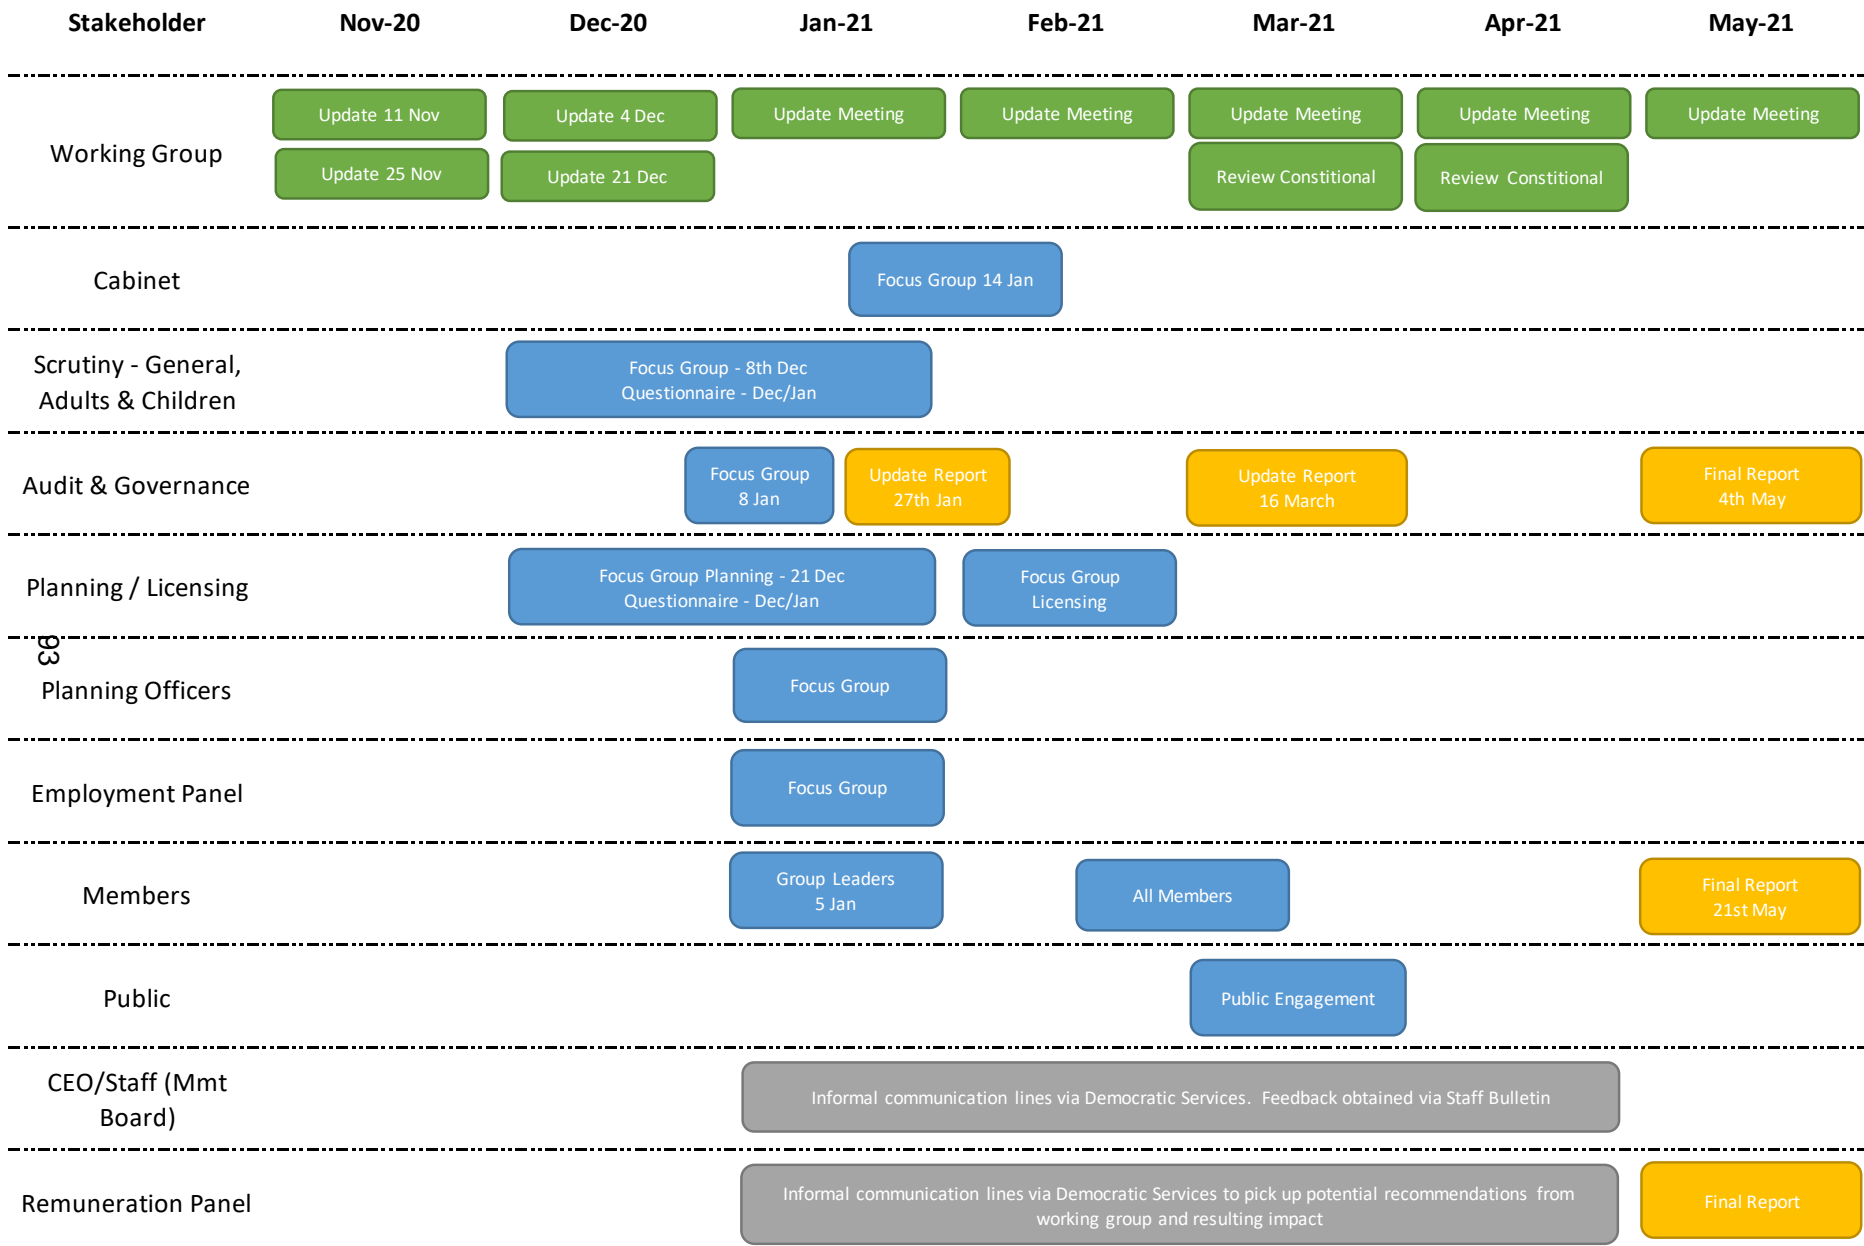 Stakeholder Nov-20 Dec-20 Jan-21 Feb-21 Mar-21 Apr-21 May-21
Working Group
Update 11 Nov
Update 4 Dec
Update Meeting
Update Meeting
Update Meeting
Update Meeting
Update Meeting
Update 25 Nov
Update 21 Dec
Review Constitional
Review Constitional
Cabinet
Focus Group 14 Jan
Scrutiny - General,
Adults & Children
Focus Group - 8th Dec
Questionnaire - Dec/Jan
Audit & Governance
Focus Group
8 Jan
Update Report
27th Jan
Update Report
16 March
Final Report
4th May
Planning / Licensing
Focus Group Planning - 21 Dec
Questionnaire - Dec/Jan
Focus Group
Licensing
93
Planning Officers
Focus Group
Employment Panel
Focus Group
Members
Group Leaders
5 Jan
All Members
Final Report
21st May
Public
Public Engagement
CEO/Staff (Mmt
Board)
Informal communication lines via Democratic Services. Feedback obtained via Staff Bulletin
Remuneration Panel
Informal communication lines via Democratic Services to pick up potential recommendations from
working group and resulting impact
Final Report